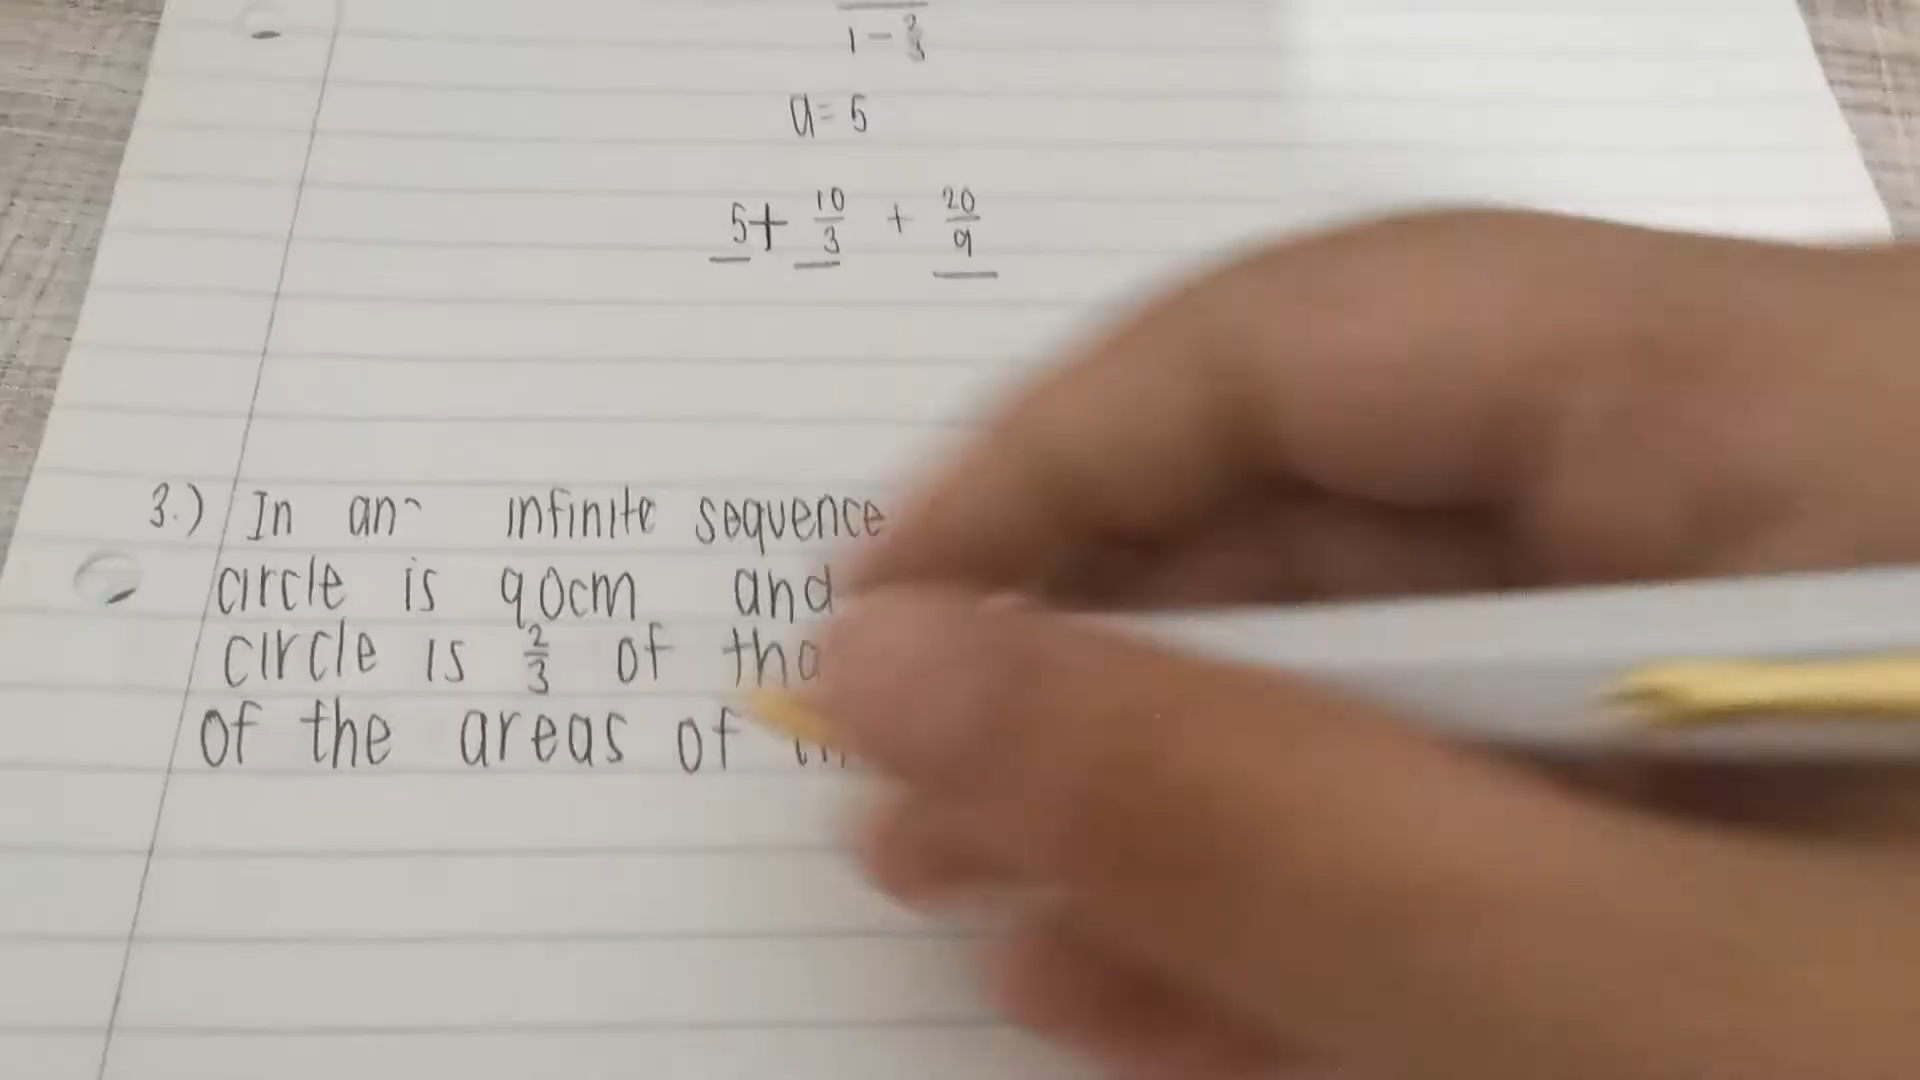 1 - 2/3
a = 5
5 + 10/3 + 20/9
3.) In an infinite sequence
circle is 90cm and
circle is 2/3 of tha
of the areas of